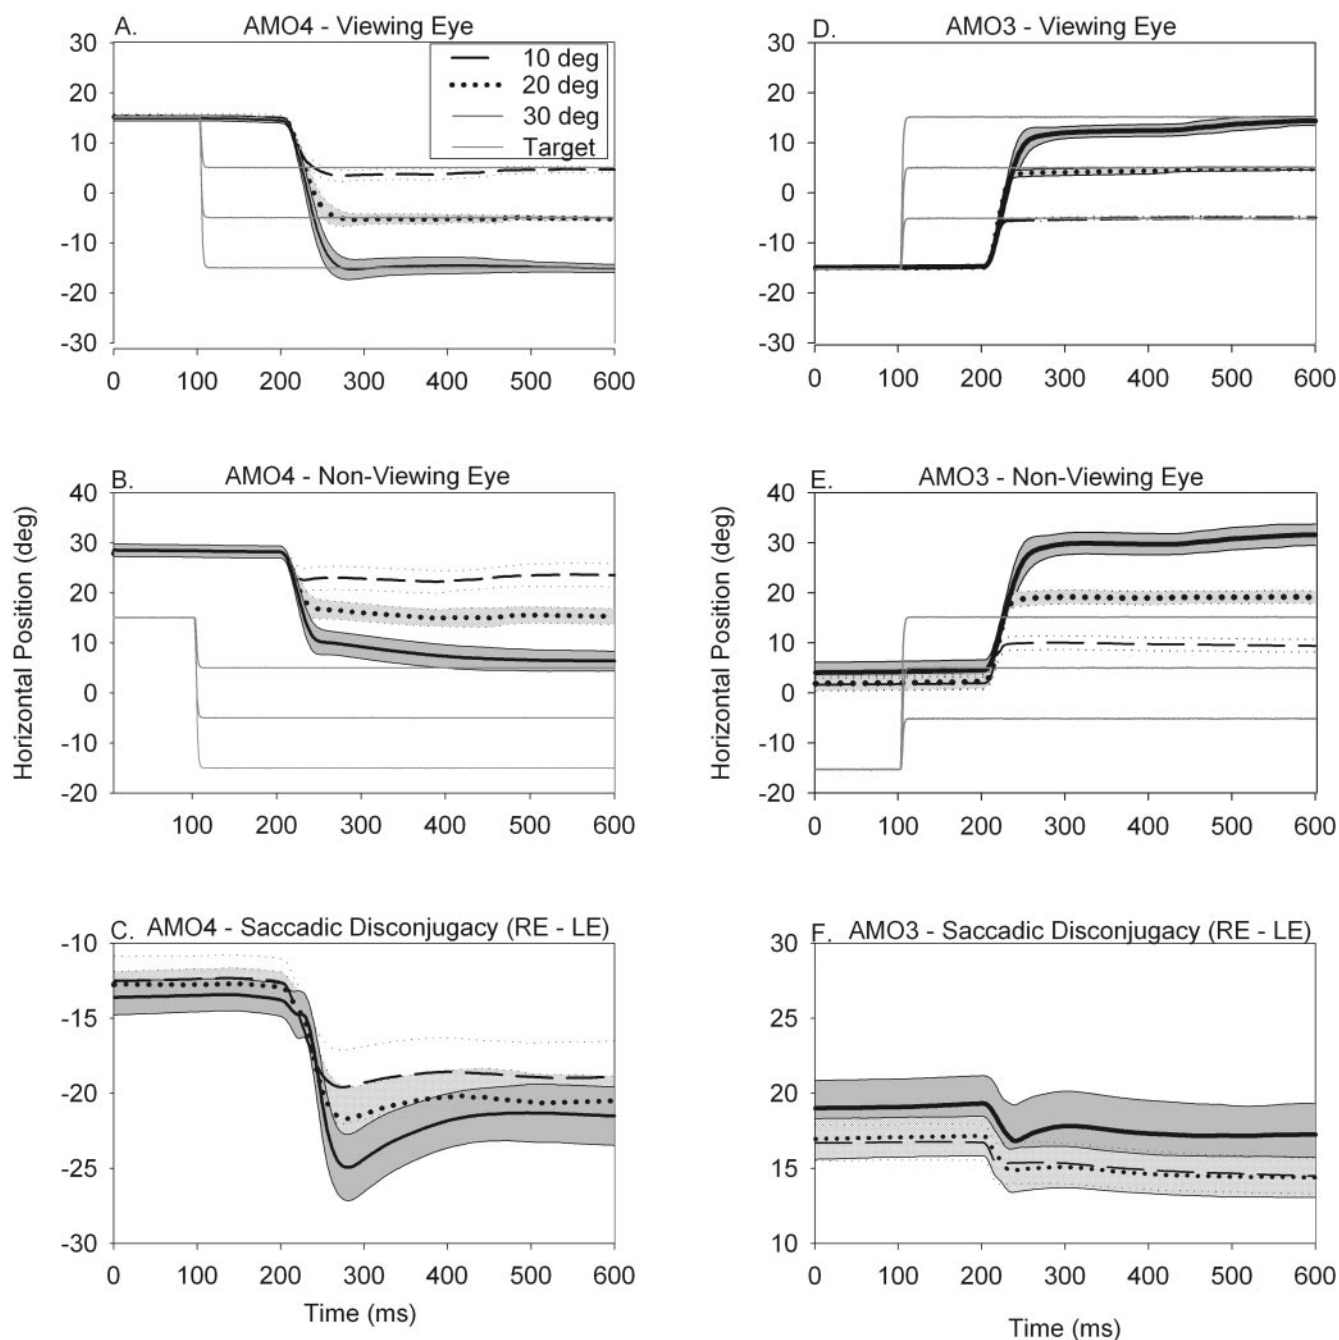 A. AMO4 - Viewing Eye
30
20
10
0
-10
-20
-30
10 deg
20 deg
30 deg
Target
0 100 200 300 400 500 600
D. AMO3 - Viewing Eye
30
20
10
0
-10
-20
-30
0 100 200 300 400 500 600
B. AMO4 - Non-Viewing Eye
Horizontal Position (deg)
40
30
20
10
0
-10
-20
100 200 300 400 500 600
E. AMO3 - Non-Viewing Eye
Horizontal Position (deg)
40
30
20
10
0
-10
-20
0 100 200 300 400 500 600
C. AMO4 - Saccadic Disconjugacy (RE - LE)
-10
-15
-20
-25
-30
0 100 200 300 400 500 600
Time (ms)
F. AMO3 - Saccadic Disconjugacy (RE - LE)
30
25
20
15
10
0 100 200 300 400 500 600
Time (ms)